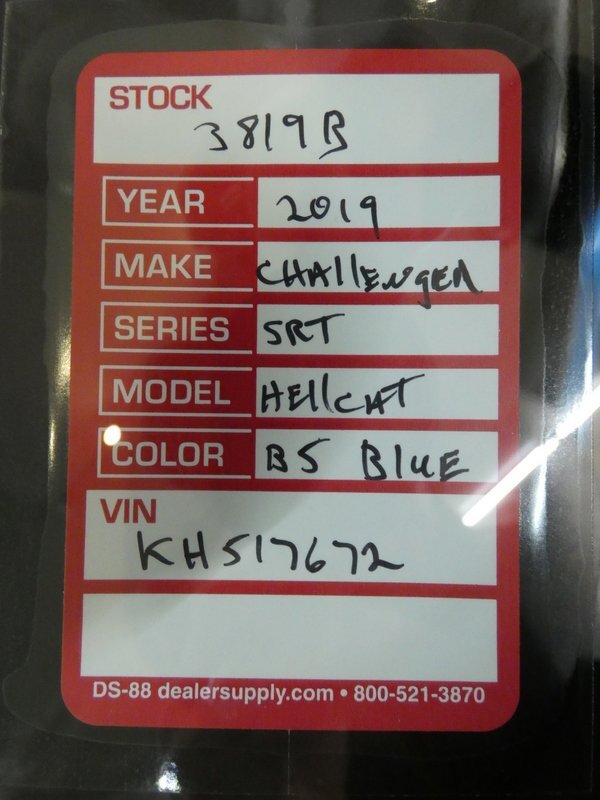 STOCK
3819B
YEAR 2019
MAKE CHAllENgER
SERIES SRT
MODEL HEllCAT
COLOR B5 BluE
VIN
KH517672
DS-88 dealersupply.com • 800-521-3870